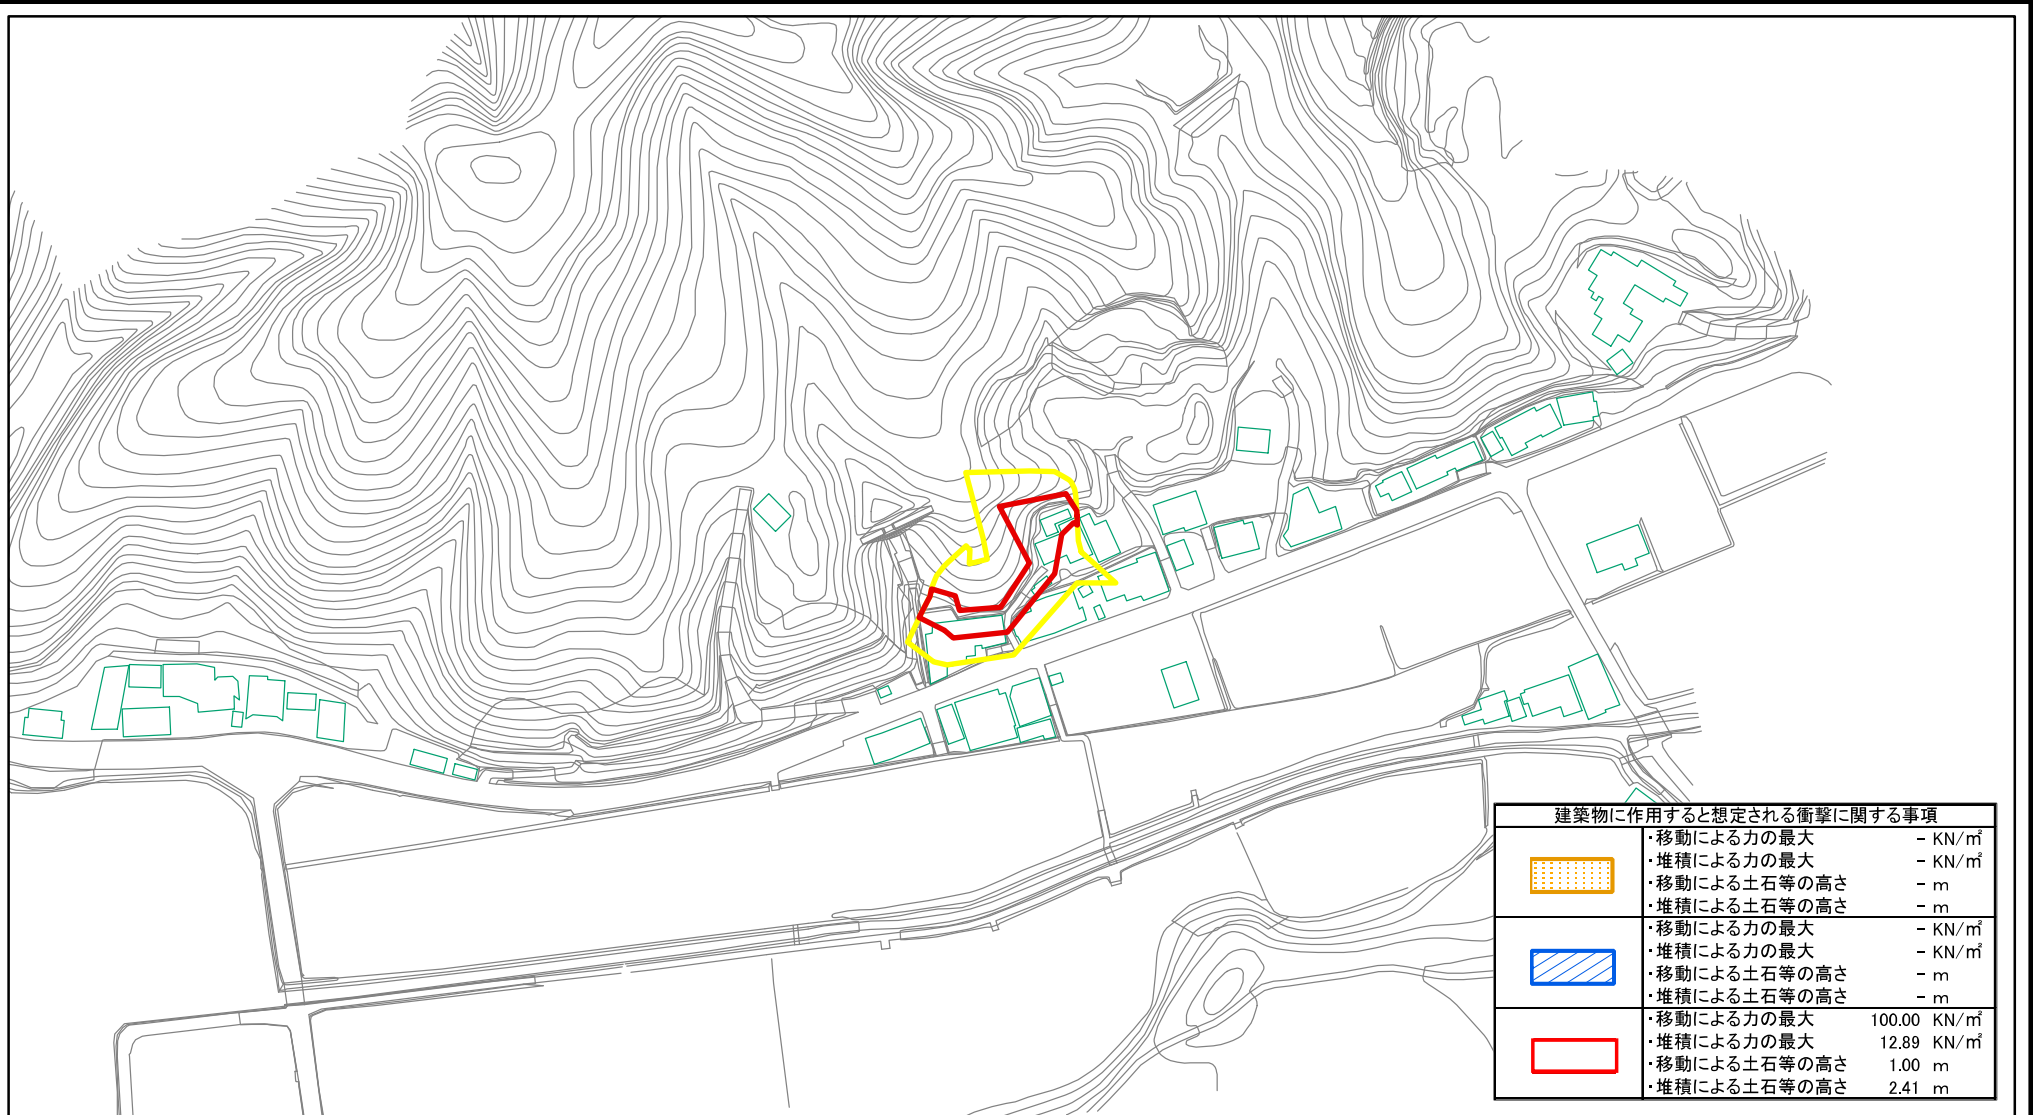 建築物に作用すると想定される衝撃に関する事項
・移動による力の最大 － KN/㎡
・堆積による力の最大 － KN/㎡
・移動による土石等の高さ － m
・堆積による土石等の高さ － m
・移動による力の最大 － KN/㎡
・堆積による力の最大 － KN/㎡
・移動による土石等の高さ － m
・堆積による土石等の高さ － m
・移動による力の最大 100.00 KN/㎡
・堆積による力の最大 12.89 KN/㎡
・移動による土石等の高さ 1.00 m
・堆積による土石等の高さ 2.41 m